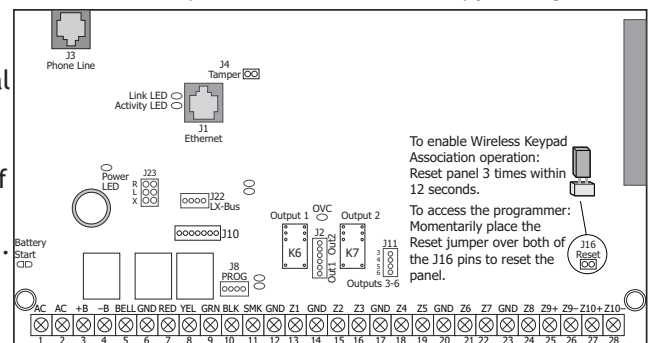 J3
Phone Line
J4
Tamper
Link LED
Activity LED
J1
Ethernet
al
f
.
Power
LED
J23
R
L
X
J22
LX-Bus
J10
Battery
Start
J8
PROG
OVC
Output 1
Output 2
K6
J2
Out1 Out2
K7
J11
3
4
5
6
Outputs 3-6
To enable Wireless Keypad
Association operation:
Reset panel 3 times within
12 seconds.
To access the programmer:
Momentarily place the
Reset jumper over both of
the J16 pins to reset the
panel.
J16
Reset
AC AC +B –B BELL GND RED YEL GRN BLK SMK GND Z1 GND Z2 Z3 GND Z4 Z5 GND Z6 Z7 GND Z8 Z9+ Z9– Z10+ Z10–
1 2 3 4 5 6 7 8 9 10 11 12 13 14 15 16 17 18 19 20 21 22 23 24 25 26 27 28